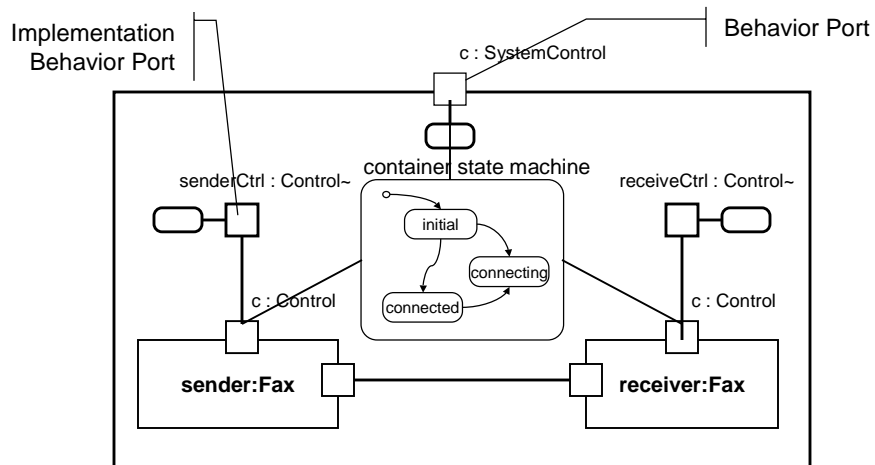 Implementation
Behavior Port
Behavior Port
c : SystemControl
container state machine
senderCtrl : Control~
receiveCtrl : Control~
initial
connecting
connected
c : Control
c : Control
sender:Fax
receiver:Fax